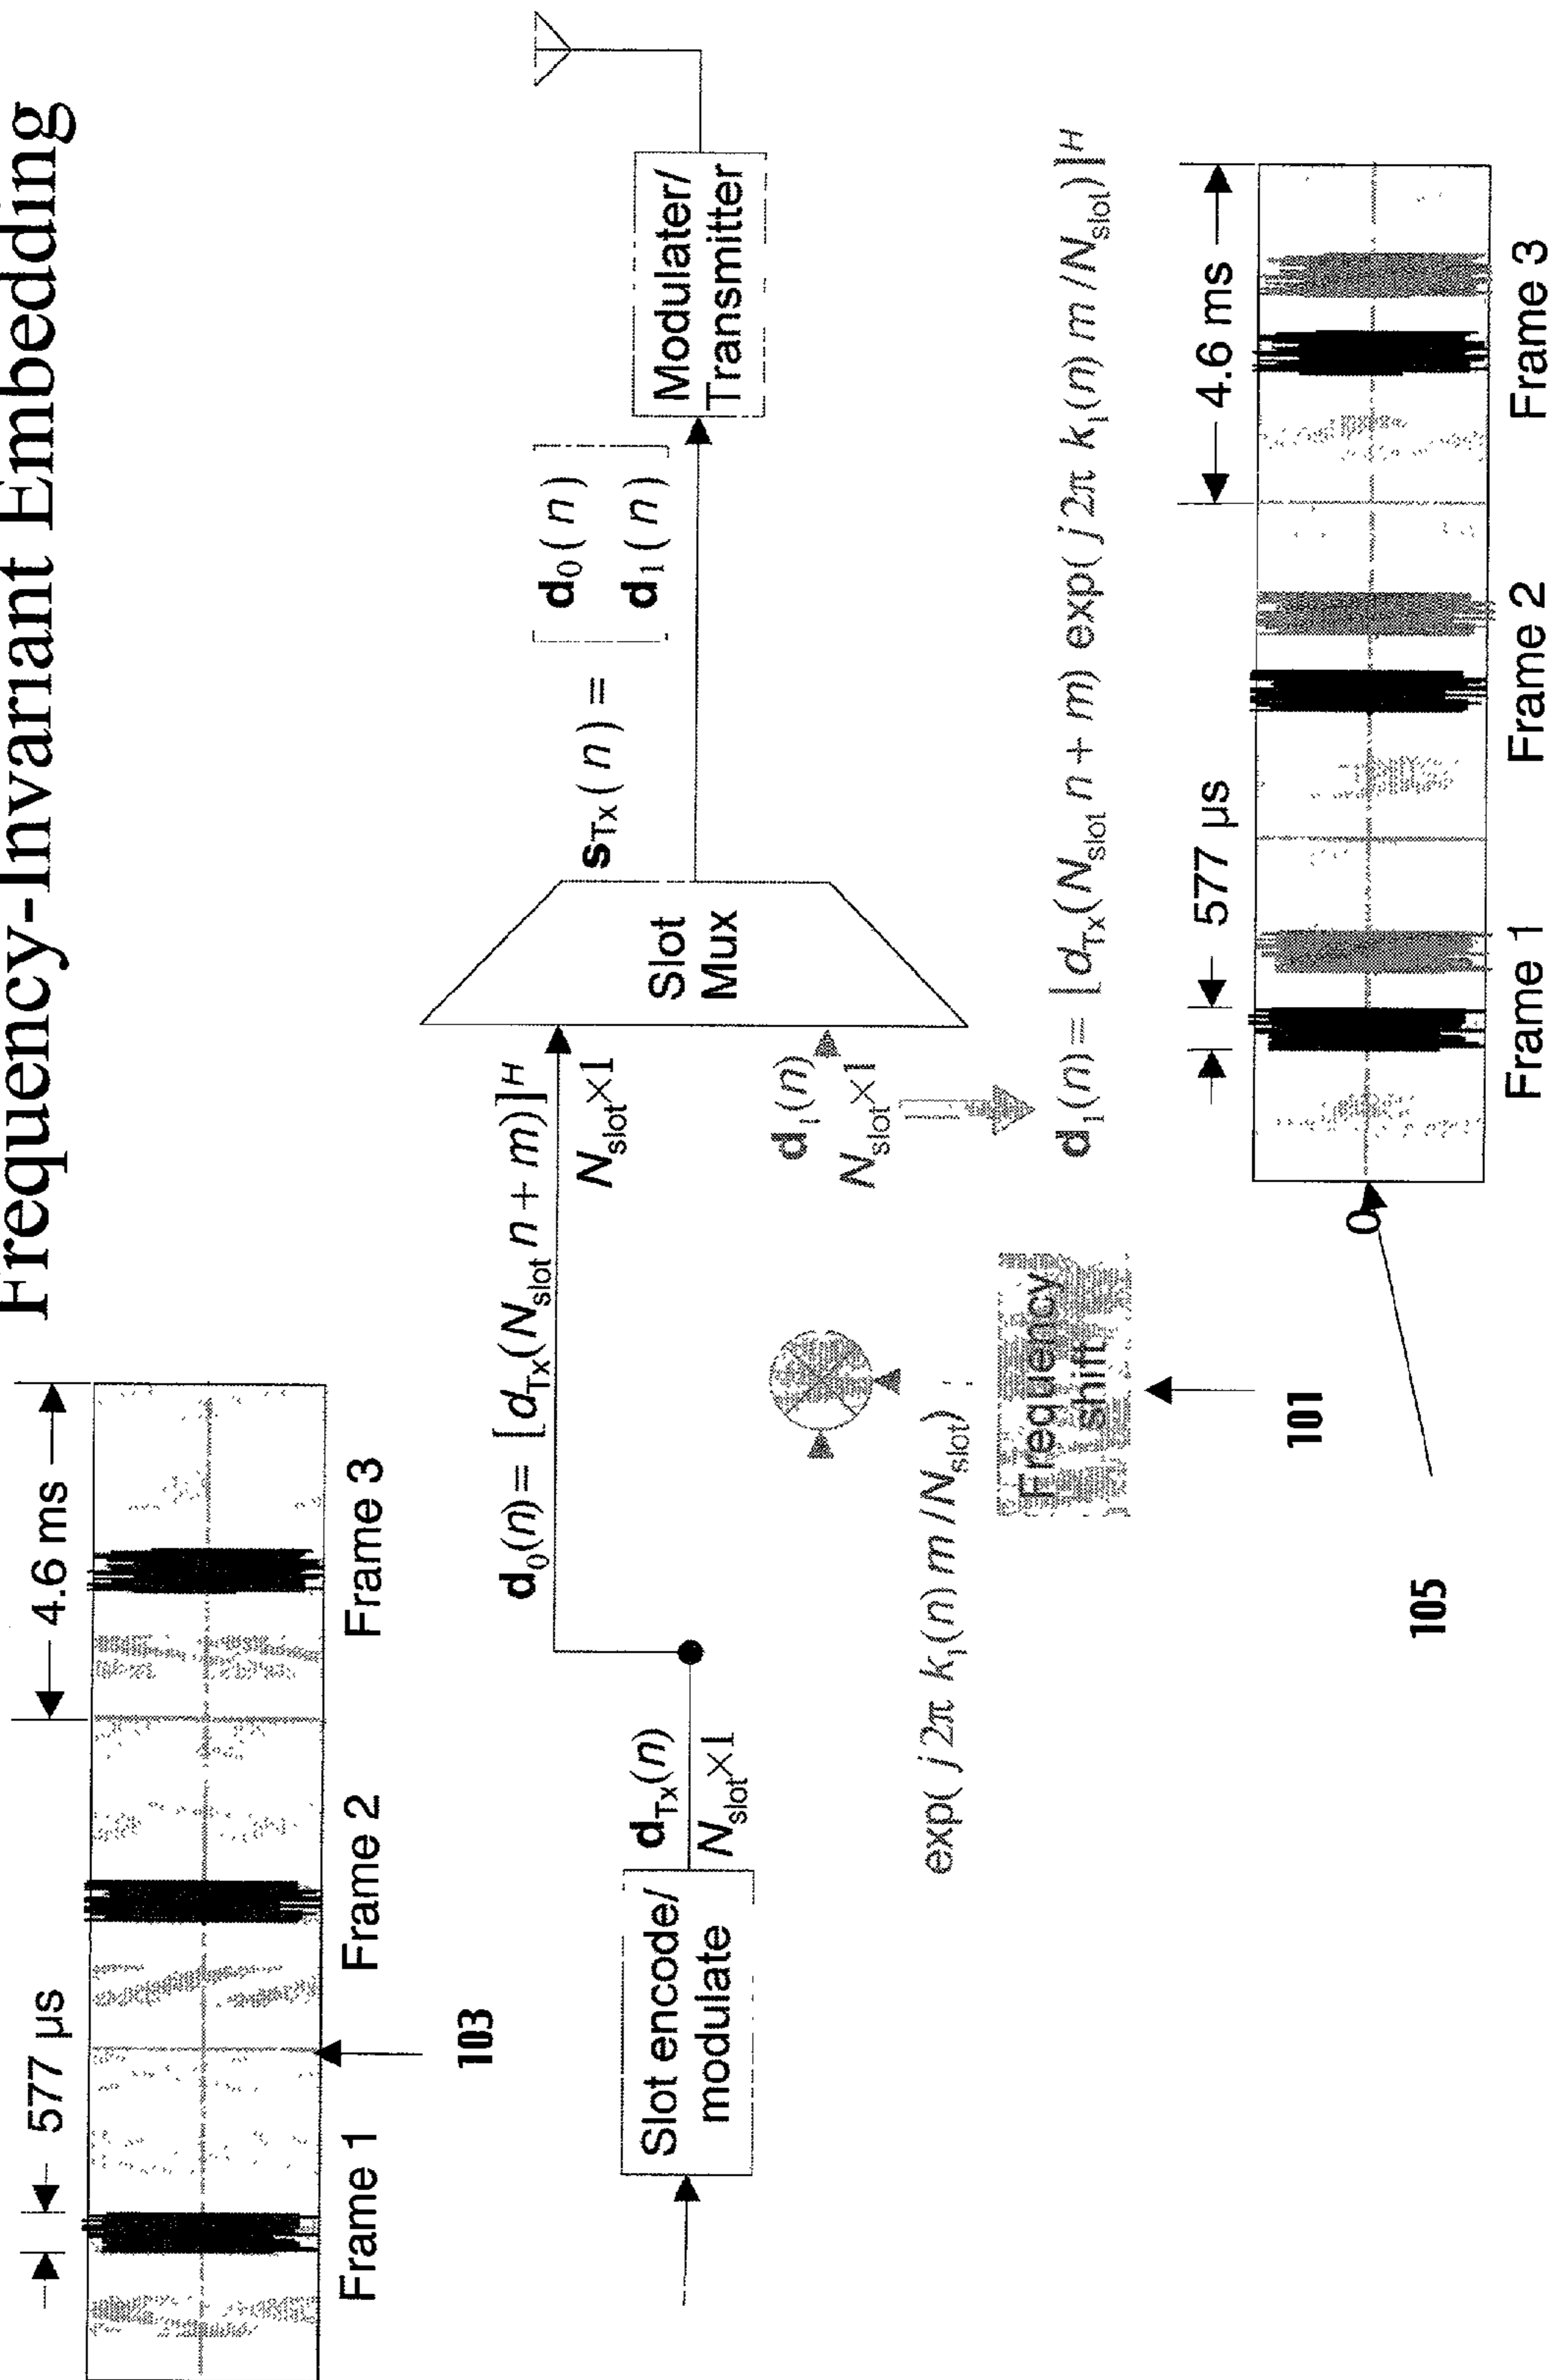 Frequency-Invariant Embedding
577 µs
4.6 ms
Frame 1
Frame 2
Frame 3
103
Slot encode/
modulate
d_Tx(n)
N_slot×1
d_0(n)= [d_Tx(N_slot n + m)]^H
N_slot×1
exp( j 2π k_1(n) m /N_slot)
Frequency
shift
101
d_1(n)
N_slot×1
Slot
Mux
s_Tx( n ) =
d_0( n )
d_1( n )
Modulater/
Transmitter
d_1(n)= [d_Tx(N_slot n + m) exp( j 2π k_1(n) m /N_slot)]^H
577 µs
4.6 ms
0
105
Frame 1
Frame 2
Frame 3